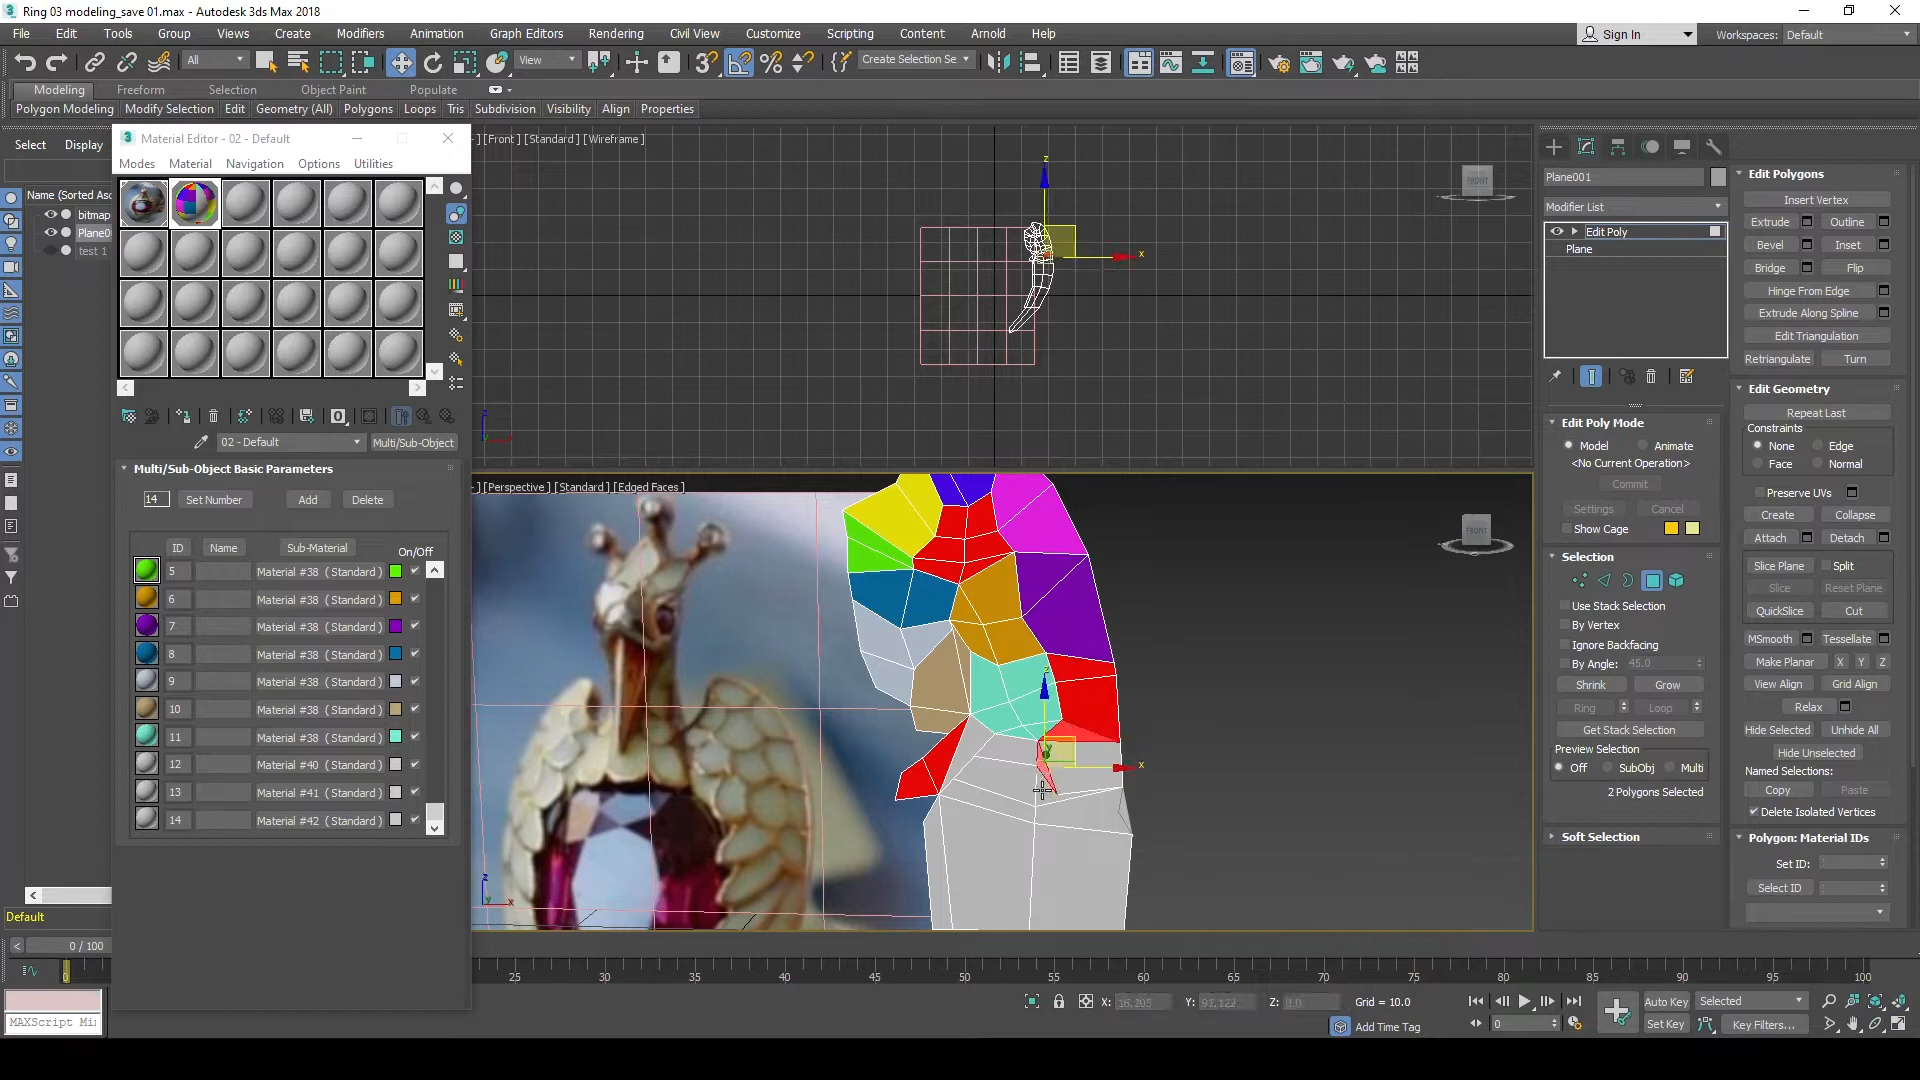 Ring 03 modeling_save 01.max - Autodesk 3ds Max 2018
File Edit Tools Group Views Create Modifiers Animation Graph Editors Rendering Civil View Customize Scripting Content Arnold Help Sign In Workspaces: Default
All View Create Selection Se
Modeling Freeform Selection Object Paint Populate
Polygon Modeling Modify Selection Edit Geometry (All) Polygons Loops Tris Subdivision Visibility Align Properties
Select Display
Name (Sorted Asc
bitmap
Plane0
test 1
Default
0 / 100
MAXScript Mi
Material Editor - 02 - Default
Modes Material Navigation Options Utilities
02 - Default Multi/Sub-Object
Multi/Sub-Object Basic Parameters
14 Set Number Add Delete
ID Name Sub-Material On/Off
5 Material #38 (Standard)
6 Material #38 (Standard)
7 Material #38 (Standard)
8 Material #38 (Standard)
9 Material #38 (Standard)
10 Material #38 (Standard)
11 Material #38 (Standard)
12 Material #40 (Standard)
13 Material #41 (Standard)
14 Material #42 (Standard)
] [Front ] [Standard ] [Wireframe ]
FRONT
z
x
] [Perspective ] [Standard ] [Edged Faces ]
FRONT
z
x
Plane001
Modifier List
Edit Poly
Plane
Edit Poly Mode
Model Animate
<No Current Operation>
Commit
Settings Cancel
Show Cage
Selection
Use Stack Selection
By Vertex
Ignore Backfacing
By Angle: 45.0
Shrink Grow
Ring Loop
Get Stack Selection
Preview Selection
Off SubObj Multi
2 Polygons Selected
Soft Selection
Edit Polygons
Insert Vertex
Extrude Outline
Bevel Inset
Bridge Flip
Hinge From Edge
Extrude Along Spline
Edit Triangulation
Retriangulate Turn
Edit Geometry
Repeat Last
Constraints
None Edge
Face Normal
Preserve UVs
Create Collapse
Attach Detach
Slice Plane Split
Slice Reset Plane
QuickSlice Cut
MSmooth Tessellate
Make Planar X Y Z
View Align Grid Align
Relax
Hide Selected Unhide All
Hide Unselected
Named Selections:
Copy Paste
Delete Isolated Vertices
Polygon: Material IDs
Set ID:
Select ID
25 30 35 40 45 50 55 60 65 70 75 80 85 90 95 100
X: Y: Z: 0.0 Grid = 10.0
Add Time Tag
0
Auto Key Selected
Set Key Key Filters...